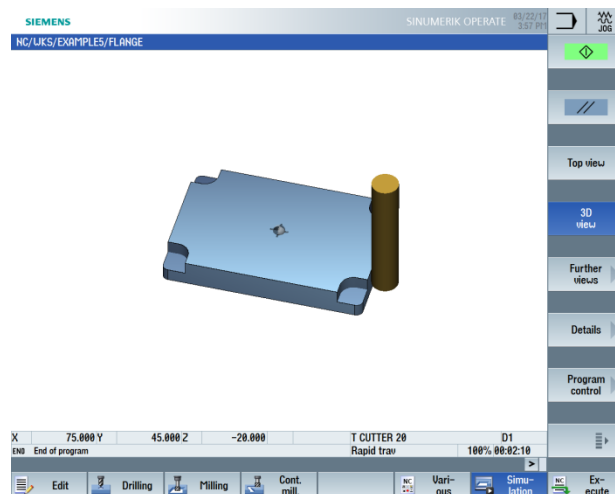 SIEMENS
SINUMERIK OPERATE
03/22/17
3:57 PM
JOG
NC/WKS/EXAMPLE5/FLANGE
Top view
3D
view
Further
views
Details
Program
control
X 75.000 Y 45.000 Z -20.000 T CUTTER 20 D1
END End of program Rapid trav 100% 00:02:10
>
Edit
Drilling
Milling
Cont.
mill.
NC
Vari-
ous
Simu-
lation
NC
Ex-
ecute